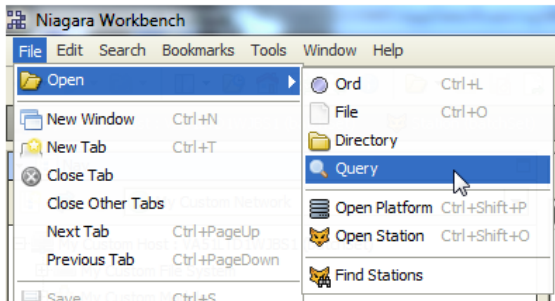 Niagara Workbench
File Edit Search Bookmarks Tools Window Help
Open
New Window Ctrl+N
New Tab Ctrl+T
Close Tab
Close Other Tabs
Next Tab Ctrl+PageUp
Previous Tab Ctrl+PageDown
Save Ctrl+S
Ord Ctrl+L
File Ctrl+O
Directory
Query
Open Platform Ctrl+Shift+P
Open Station Ctrl+Shift+O
Find Stations